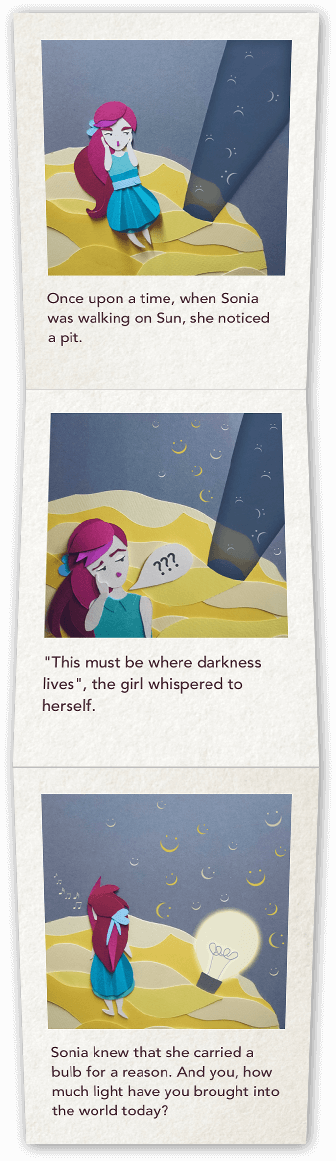 Once upon a time, when Sonia
was walking on Sun, she noticed
a pit.
???
"This must be where darkness
lives", the girl whispered to
herself.
Sonia knew that she carried a
bulb for a reason. And you, how
much light have you brought into
the world today?